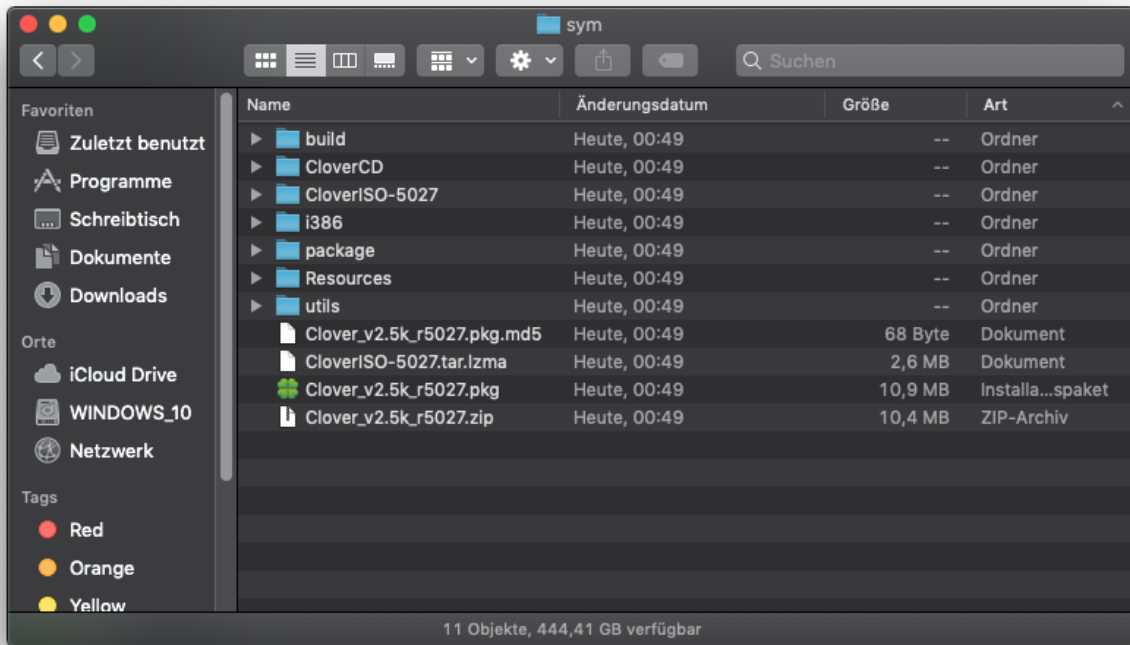 sym
Suchen
Favoriten
Zuletzt benutzt
Programme
Schreibtisch
Dokumente
Downloads
Orte
iCloud Drive
WINDOWS_10
Netzwerk
Tags
Red
Orange
Yellow
Name Änderungsdatum Größe Art
build Heute, 00:49 -- Ordner
CloverCD Heute, 00:49 -- Ordner
CloverISO-5027 Heute, 00:49 -- Ordner
i386 Heute, 00:49 -- Ordner
package Heute, 00:49 -- Ordner
Resources Heute, 00:49 -- Ordner
utils Heute, 00:49 -- Ordner
Clover_v2.5k_r5027.pkg.md5 Heute, 00:49 68 Byte Dokument
CloverISO-5027.tar.lzma Heute, 00:49 2,6 MB Dokument
Clover_v2.5k_r5027.pkg Heute, 00:49 10,9 MB Installa...spaket
Clover_v2.5k_r5027.zip Heute, 00:49 10,4 MB ZIP-Archiv
11 Objekte, 444,41 GB verfügbar